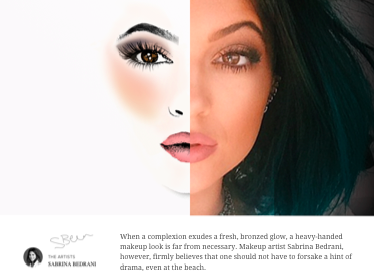 When a complexion exudes a fresh, bronzed glow, a heavy-handed
makeup look is far from necessary. Makeup artist Sabrina Bedrani,
however, firmly believes that one should not have to forsake a hint of
drama, even at the beach.
THE ARTISTS
SABRINA BEDRANI